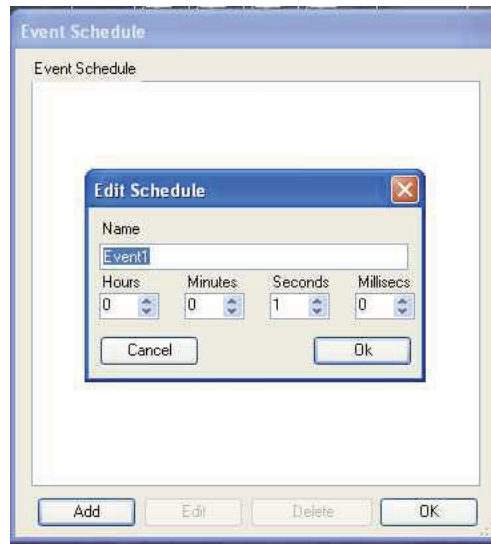 Event Schedule
Event Schedule
Edit Schedule
Name
Event1
Hours Minutes Seconds Millisecs
0 0 1 0
Cancel Ok
Add Edit Delete OK